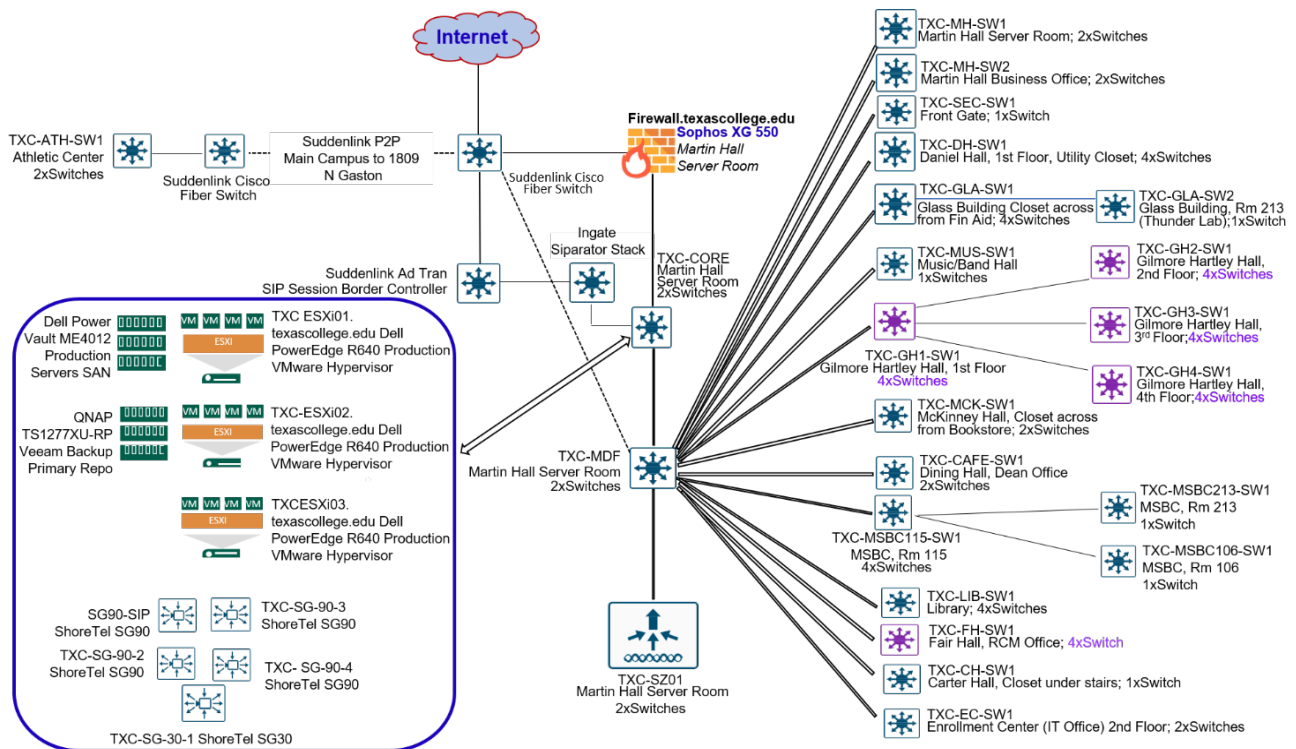 Internet
TXC-ATH-SW1
Athletic Center
2xSwitches
Suddenlink Cisco
Fiber Switch
Suddenlink P2P
Main Campus to 1809
N Gaston
Suddenlink Cisco
Fiber Switch
Firewall.texascollege.edu
Sophos XG 550
Martin Hall
Server Room
Suddenlink Ad Tran
SIP Session Border Controller
Ingate
Siparator Stack
TXC-CORE
Martin Hall
Server Room
2xSwitches
Dell Power
Vault ME4012
Production
Servers SAN
VM VM VM VM
ESXI
TXC ESXi01.
texascollege.edu Dell
PowerEdge R640 Production
VMware Hypervisor
QNAP
TS1277XU-RP
Veeam Backup
Primary Repo
VM VM VM VM
ESXI
TXC-ESXi02.
texascollege.edu Dell
PowerEdge R640 Production
VMware Hypervisor
VM VM VM VM
ESXI
TXCESXi03.
texascollege.edu Dell
PowerEdge R640 Production
VMware Hypervisor
SG90-SIP
ShoreTel SG90
TXC-SG-90-3
ShoreTel SG90
TXC-SG-90-2
ShoreTel SG90
TXC- SG-90-4
ShoreTel SG90
TXC-SG-30-1 ShoreTel SG30
TXC-MDF
Martin Hall Server Room
2xSwitches
TXC-SZ01
Martin Hall Server Room
2xSwitches
TXC-MH-SW1
Martin Hall Server Room; 2xSwitches
TXC-MH-SW2
Martin Hall Business Office; 2xSwitches
TXC-SEC-SW1
Front Gate; 1xSwitch
TXC-DH-SW1
Daniel Hall, 1st Floor, Utility Closet; 4xSwitches
TXC-GLA-SW1
Glass Building Closet across
from Fin Aid; 4xSwitches
TXC-GLA-SW2
Glass Building, Rm 213
(Thunder Lab);1xSwitch
TXC-MUS-SW1
Music/Band Hall
1xSwitches
TXC-GH2-SW1
Gilmore Hartley Hall,
2nd Floor; 4xSwitches
TXC-GH1-SW1
Gilmore Hartley Hall, 1st Floor
4xSwitches
TXC-GH3-SW1
Gilmore Hartley Hall,
3rd Floor;4xSwitches
TXC-GH4-SW1
Gilmore Hartley Hall,
4th Floor;4xSwitches
TXC-MCK-SW1
McKinney Hall, Closet across
from Bookstore; 2xSwitches
TXC-CAFE-SW1
Dining Hall, Dean Office
2xSwitches
TXC-MSBC115-SW1
MSBC, Rm 115
4xSwitches
TXC-MSBC213-SW1
MSBC, Rm 213
1xSwitch
TXC-MSBC106-SW1
MSBC, Rm 106
1xSwitch
TXC-LIB-SW1
Library; 4xSwitches
TXC-FH-SW1
Fair Hall, RCM Office; 4xSwitch
TXC-CH-SW1
Carter Hall, Closet under stairs; 1xSwitch
TXC-EC-SW1
Enrollment Center (IT Office) 2nd Floor; 2xSwitches